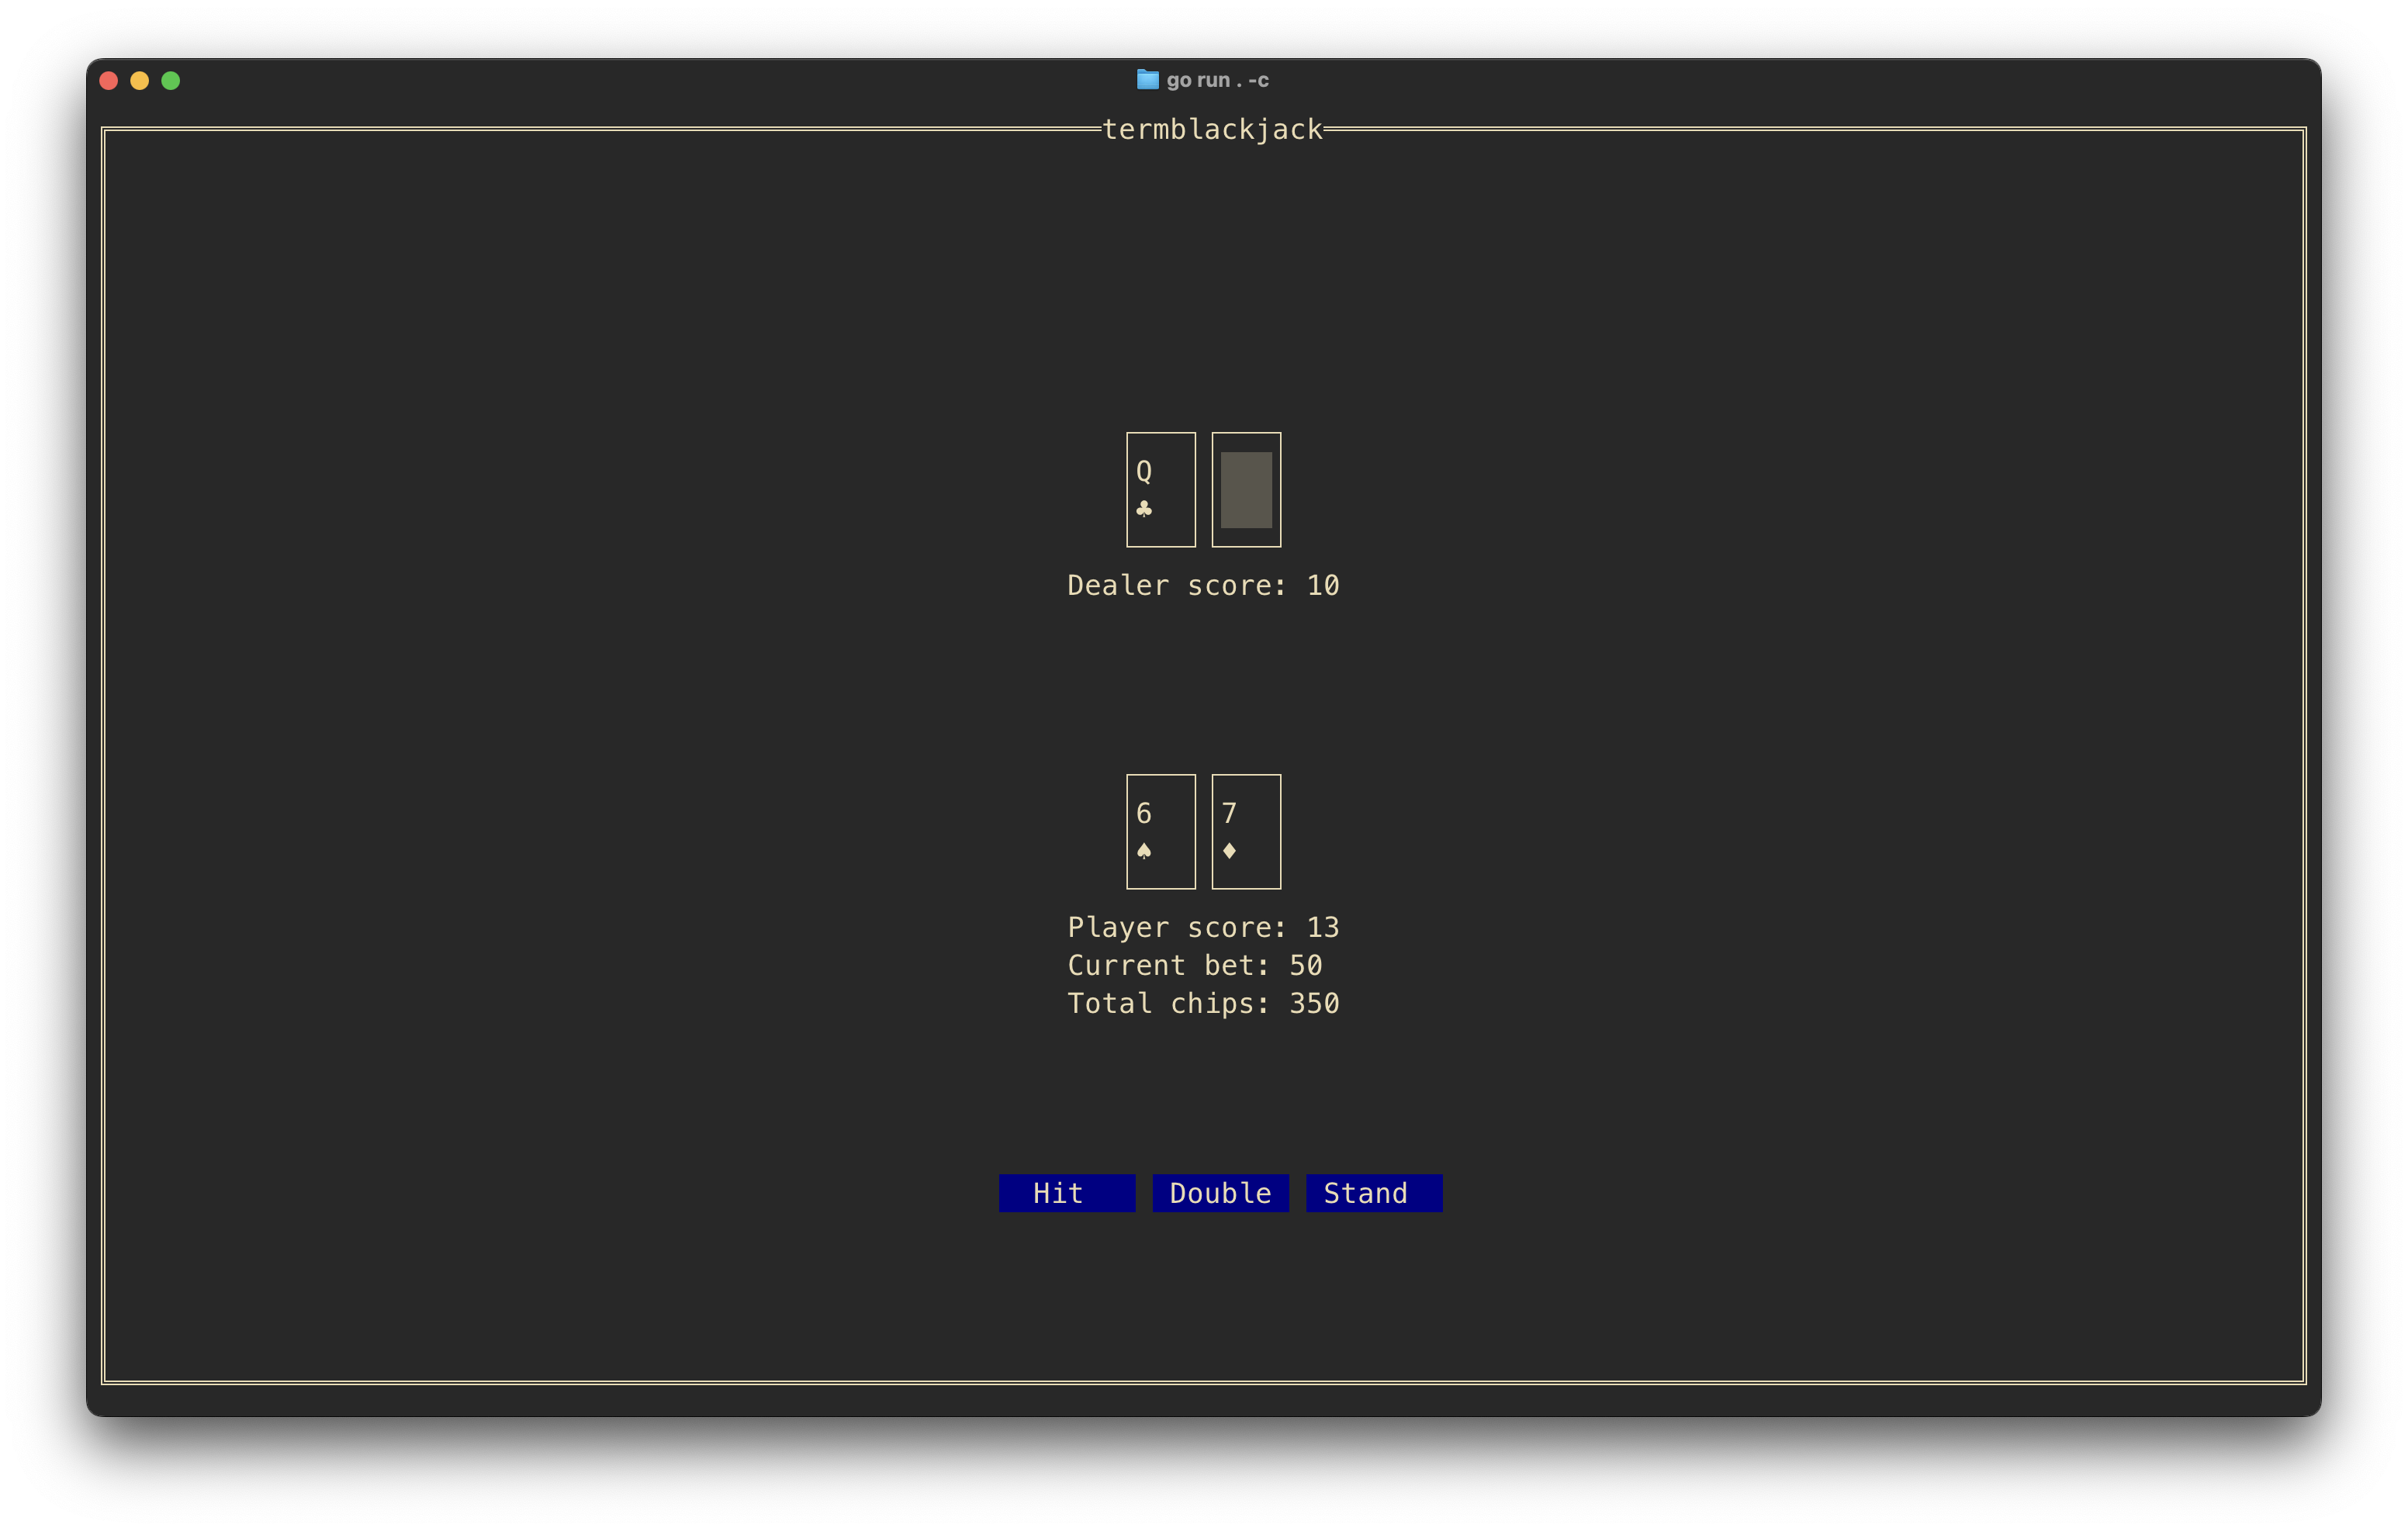 go run . -c
termblackjack
Q
♣
Dealer score: 10
6 7
♠ ♦
Player score: 13
Current bet: 50
Total chips: 350
Hit Double Stand